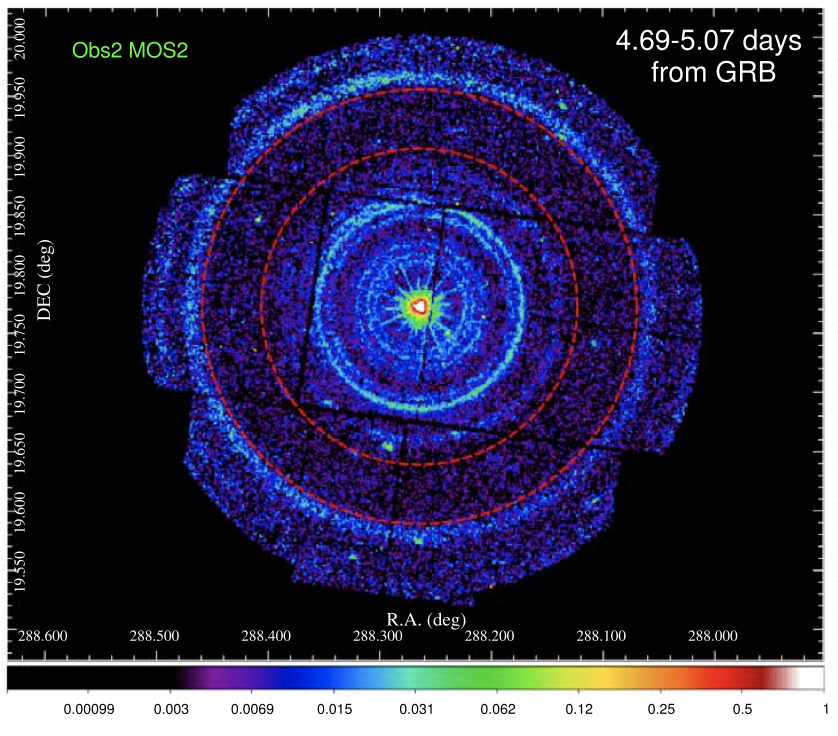 Obs2 MOS2
4.69-5.07 days
from GRB
20.000
19.950
19.900
19.850
19.800
19.750
19.700
19.650
19.600
19.550
DEC (deg)
R.A. (deg)
288.600 288.500 288.400 288.300 288.200 288.100 288.000
0.00099 0.003 0.0069 0.015 0.031 0.062 0.12 0.25 0.5 1